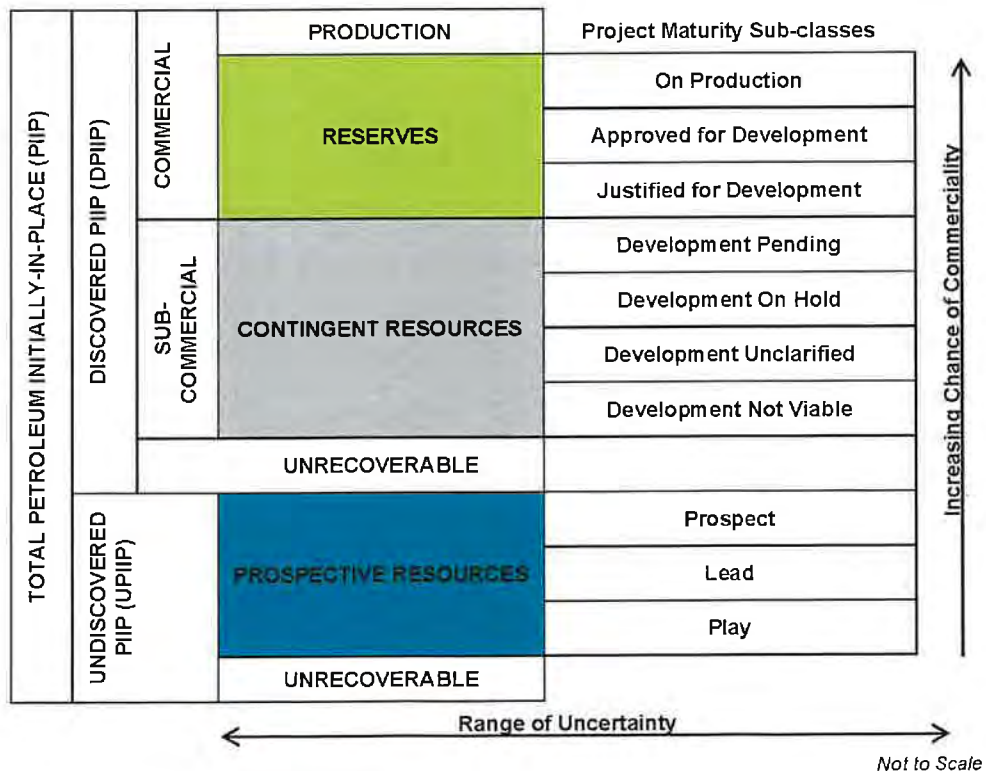 TOTAL PETROLEUM INITIALLY-IN-PLACE (PIIP)
DISCOVERED PIIP (DPIIP)
UNDISCOVERED
PIIP (UPIIP)
COMMERCIAL
SUB-
COMMERCIAL
PRODUCTION
RESERVES
CONTINGENT RESOURCES
UNRECOVERABLE
PROSPECTIVE RESOURCES
UNRECOVERABLE
Project Maturity Sub-classes
On Production
Approved for Development
Justified for Development
Development Pending
Development On Hold
Development Unclarified
Development Not Viable
Prospect
Lead
Play
Increasing Chance of Commerciality
Range of Uncertainty
Not to Scale